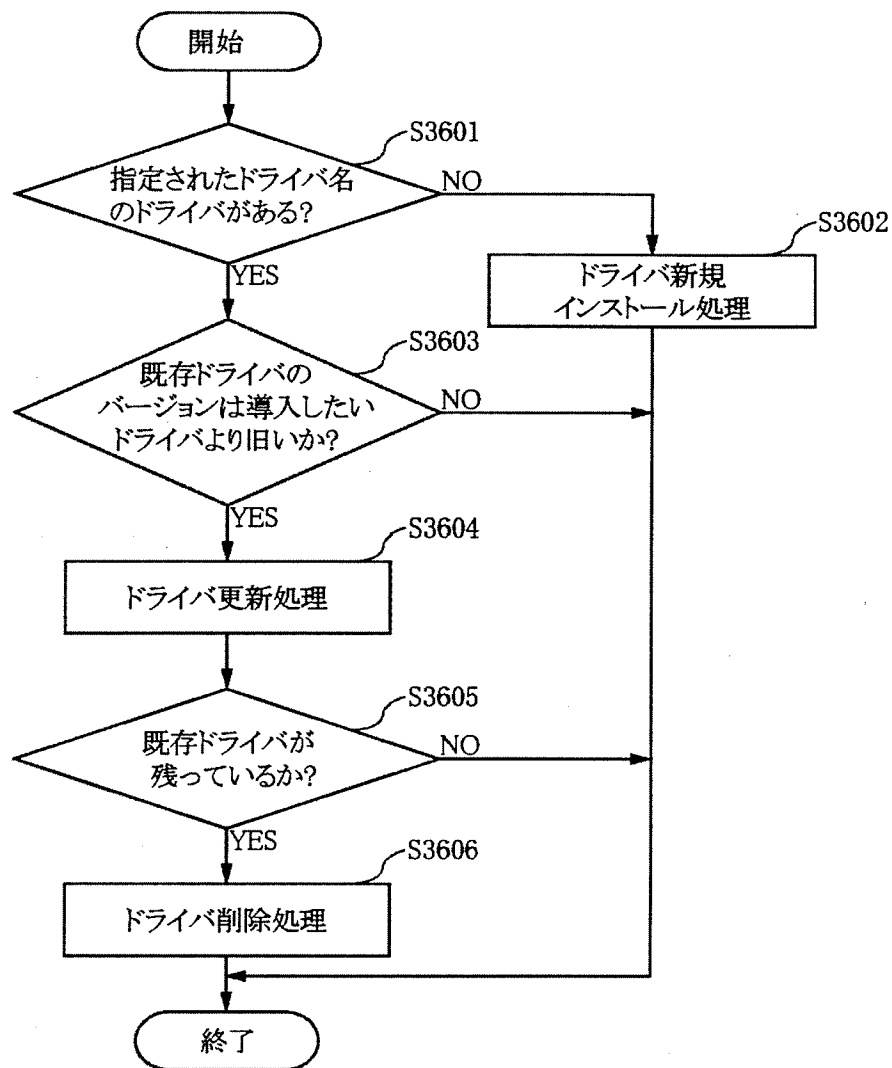 開始
S3601
指定されたドライバ名
のドライバがある?
NO
YES
S3602
ドライバ新規
インストール処理
S3603
既存ドライバの
バージョンは導入したい
ドライバより旧いか?
NO
YES
S3604
ドライバ更新処理
S3605
既存ドライバが
残っているか?
NO
YES
S3606
ドライバ削除処理
終了